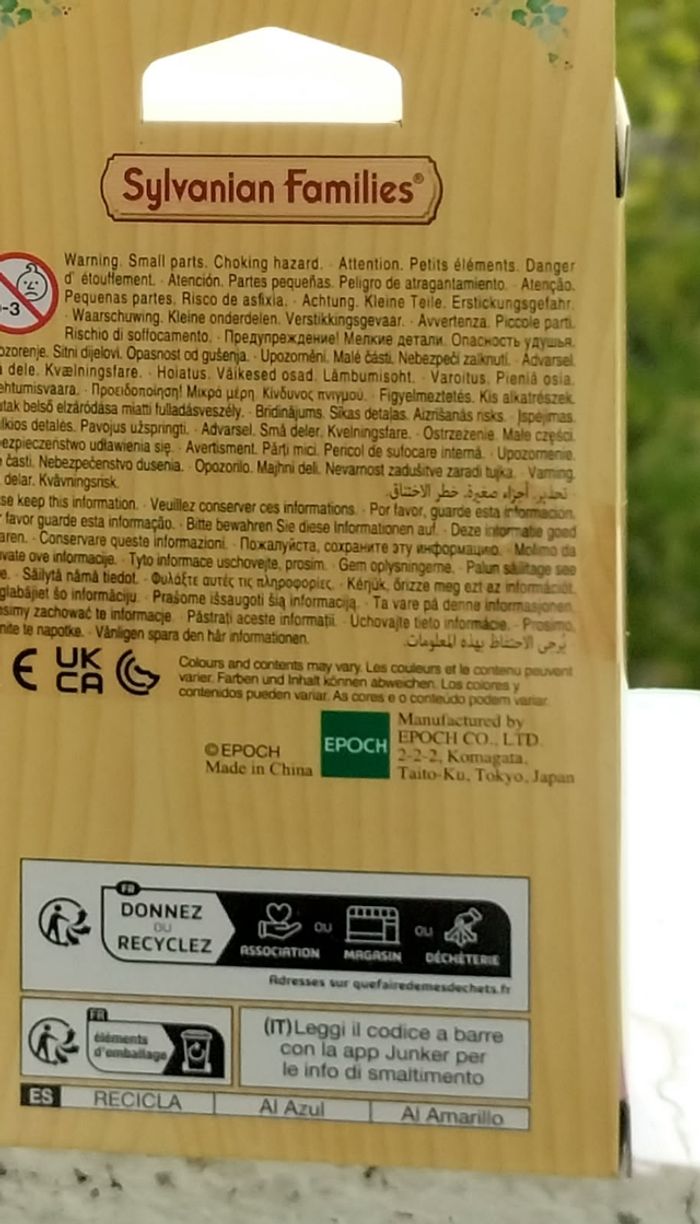 Sylvanian Families®
-3
Warning. Small parts. Choking hazard. · Attention. Petits éléments. Danger
d' étouffement. · Atención. Partes pequeñas. Peligro de atragantamiento. · Atenção.
Pequenas partes. Risco de asfixia. · Achtung. Kleine Teile. Erstickungsgefahr.
· Waarschuwing. Kleine onderdelen. Verstikkingsgevaar. · Avvertenza. Piccole parti.
Rischio di soffocamento. · Предупреждение! Мелкие детали. Опасность удушья.
ozorenje. Sitni dijelovi. Opasnost od gušenja. · Upozornění. Malé části. Nebezpečí zalknutí. · Advarsel.
dele. Kvælningsfare. · Hoiatus. Väikesed osad. Lämbumisoht. · Varoitus. Pieniä osia.
ehtumisvaara. · Προειδοποίηση! Μικρά μέρη. Κίνδυνος πνιγμού. · Figyelmeztetés. Kis alkatrészek.
utak belső elzáródása miatti fulladásveszély. · Brīdinājums. Sīkas detaļas. Aizrīšanās risks. · Įspėjimas.
lkios detalės. Pavojus užspringti. · Advarsel. Små deler. Kvelningsfare. · Ostrzeżenie. Małe części.
ezpieczeństwo udławienia się. · Avertisment. Părți mici. Pericol de sufocare internă. · Upozornenie.
časti. Nebezpečenstvo dusenia. · Opozorilo. Majhni deli. Nevarnost zadušitve zaradi tujka. · Varning.
delar. Kvävningsrisk.
تحذير. أجزاء صغيرة. خطر الاختناق.
se keep this information. · Veuillez conserver ces informations. · Por favor, guarde esta información.
favor guarde esta informação. · Bitte bewahren Sie diese Informationen auf. · Deze informatie goed
aren. · Conservare queste informazioni. · Пожалуйста, сохраните эту информацию. · Molimo da
vate ove informacije. · Tyto informace uschovejte, prosím. · Gem oplysningerne. · Palun säilitage see
e. · Säilytä nämä tiedot. · Φυλάξτε αυτές τις πληροφορίες. · Kérjük, őrizze meg ezt az információt.
glabājiet šo informāciju. · Prašome išsaugoti šią informaciją. · Ta vare på denne informasjonen.
simy zachować te informacje. · Păstrați aceste informații. · Uchovajte tieto informácie. · Prosimo,
nite te napotke. · Vänligen spara den här informationen.
يُرجى الاحتفاظ بهذه المعلومات.
CE UK
CA
Colours and contents may vary. Les couleurs et le contenu peuvent
varier. Farben und Inhalt können abweichen. Los colores y
contenidos pueden variar. As cores e o conteúdo podem variar.
© EPOCH
Made in China
EPOCH
Manufactured by
EPOCH CO., LTD.
2-2-2, Komagata,
Taito-Ku, Tokyo, Japan
FR
DONNEZ
OU
RECYCLEZ
ASSOCIATION OU MAGASIN OU DÉCHÈTERIE
Adresses sur quefairedemesdechets.fr
FR
éléments
d'emballage
(IT)Leggi il codice a barre
con la app Junker per
le info di smaltimento
ES RECICLA Al Azul Al Amarillo